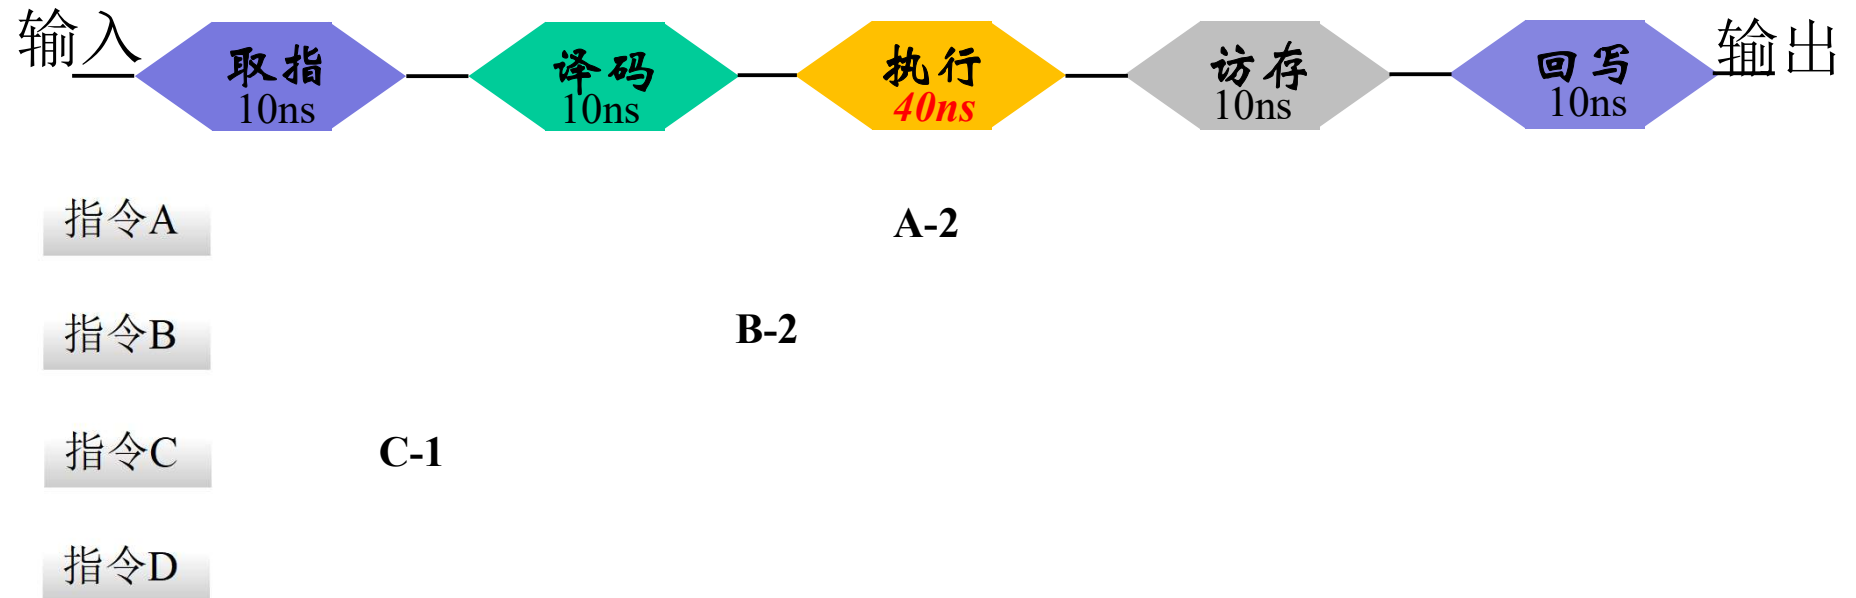 输入 取指 译码 执行 访存 回写 输出
10ns 10ns 40ns 10ns 10ns
指令A A-2
指令B B-2
指令C C-1
指令D